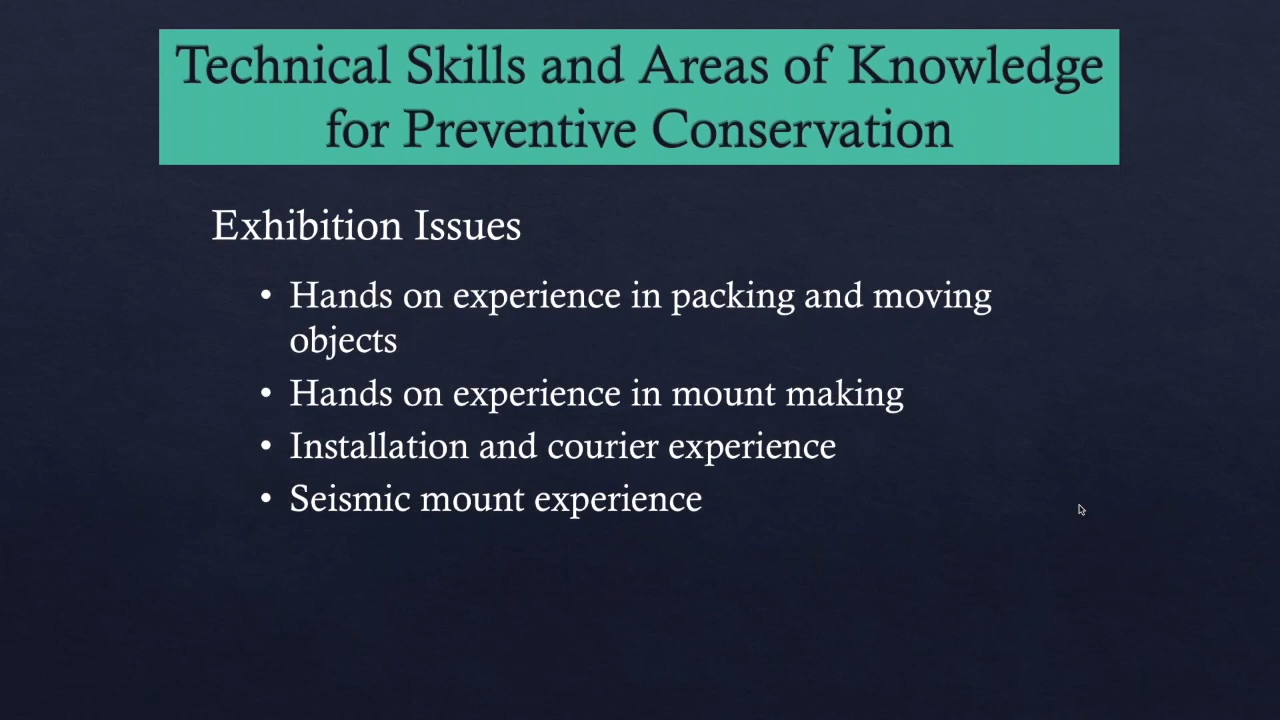 Technical Skills and Areas of Knowledge
for Preventive Conservation
Exhibition Issues
• Hands on experience in packing and moving
objects
• Hands on experience in mount making
• Installation and courier experience
• Seismic mount experience